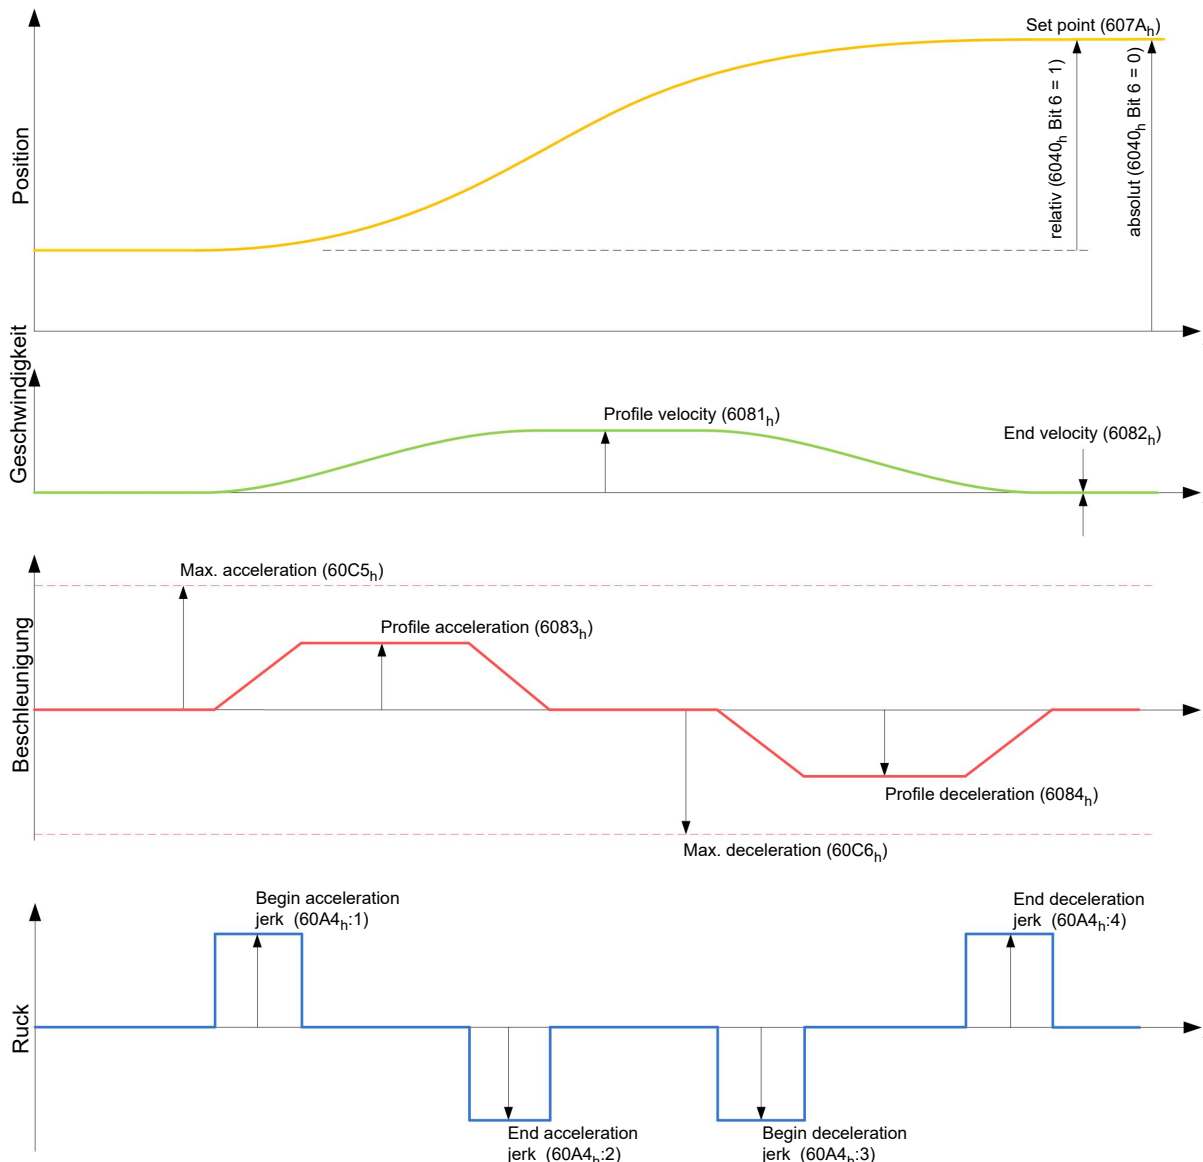 Set point (607Ah)
relativ (6040h Bit 6 = 1)
absolut (6040h Bit 6 = 0)
Position
Geschwindigkeit
Profile velocity (6081h)
End velocity (6082h)
Max. acceleration (60C5h)
Profile acceleration (6083h)
Beschleunigung
Profile deceleration (6084h)
Max. deceleration (60C6h)
Begin acceleration
jerk (60A4h:1)
End deceleration
jerk (60A4h:4)
Ruck
End acceleration
jerk (60A4h:2)
Begin deceleration
jerk (60A4h:3)